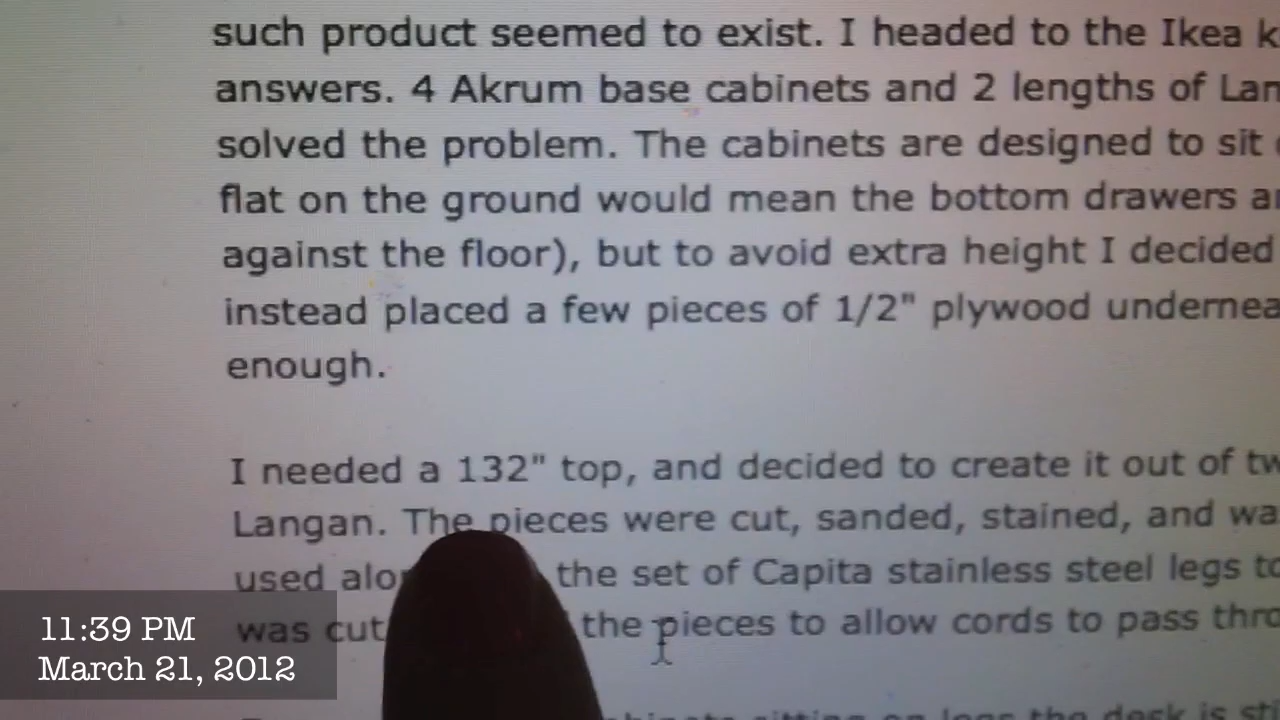 such product seemed to exist. I headed to the Ikea
answers. 4 Akrum base cabinets and 2 lengths of
solved the problem. The cabinets are designed to sit
flat on the ground would mean the bottom drawers
against the floor), but to avoid extra height I decided
instead placed a few pieces of 1/2" plywood
enough.
I needed a 132" top, and decided to create it out of
Langan. The pieces were cut, sanded, stained, and
used the set of Capita stainless steel legs
was cut the pieces to allow cords to pass
on legs the desk is
11:39 PM
March 21, 2012